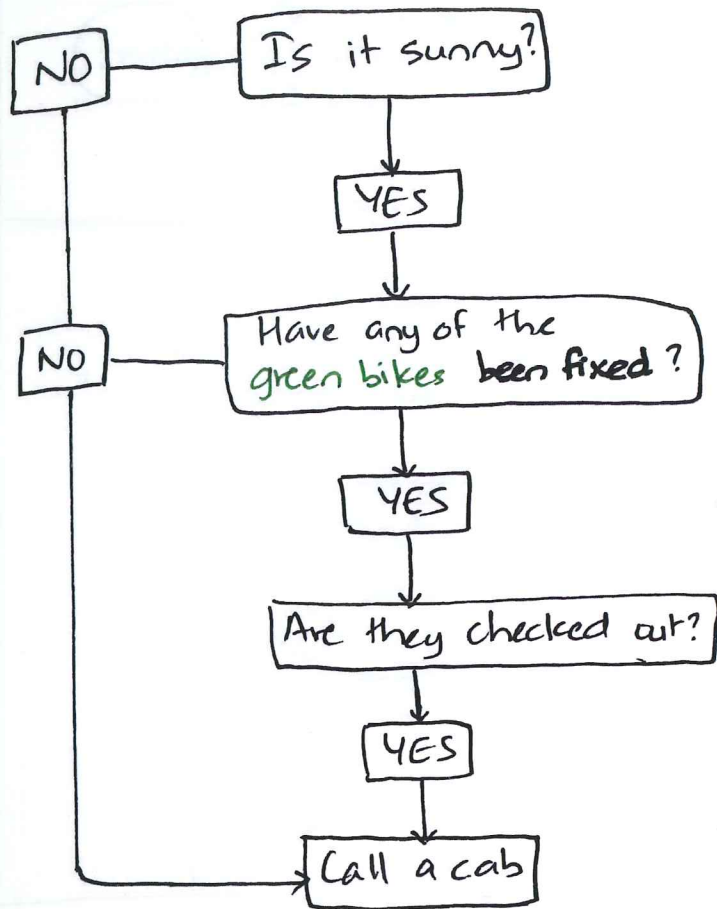 Is it sunny?
NO
YES
Have any of the
green bikes been fixed?
NO
YES
Are they checked out?
YES
Call a cab